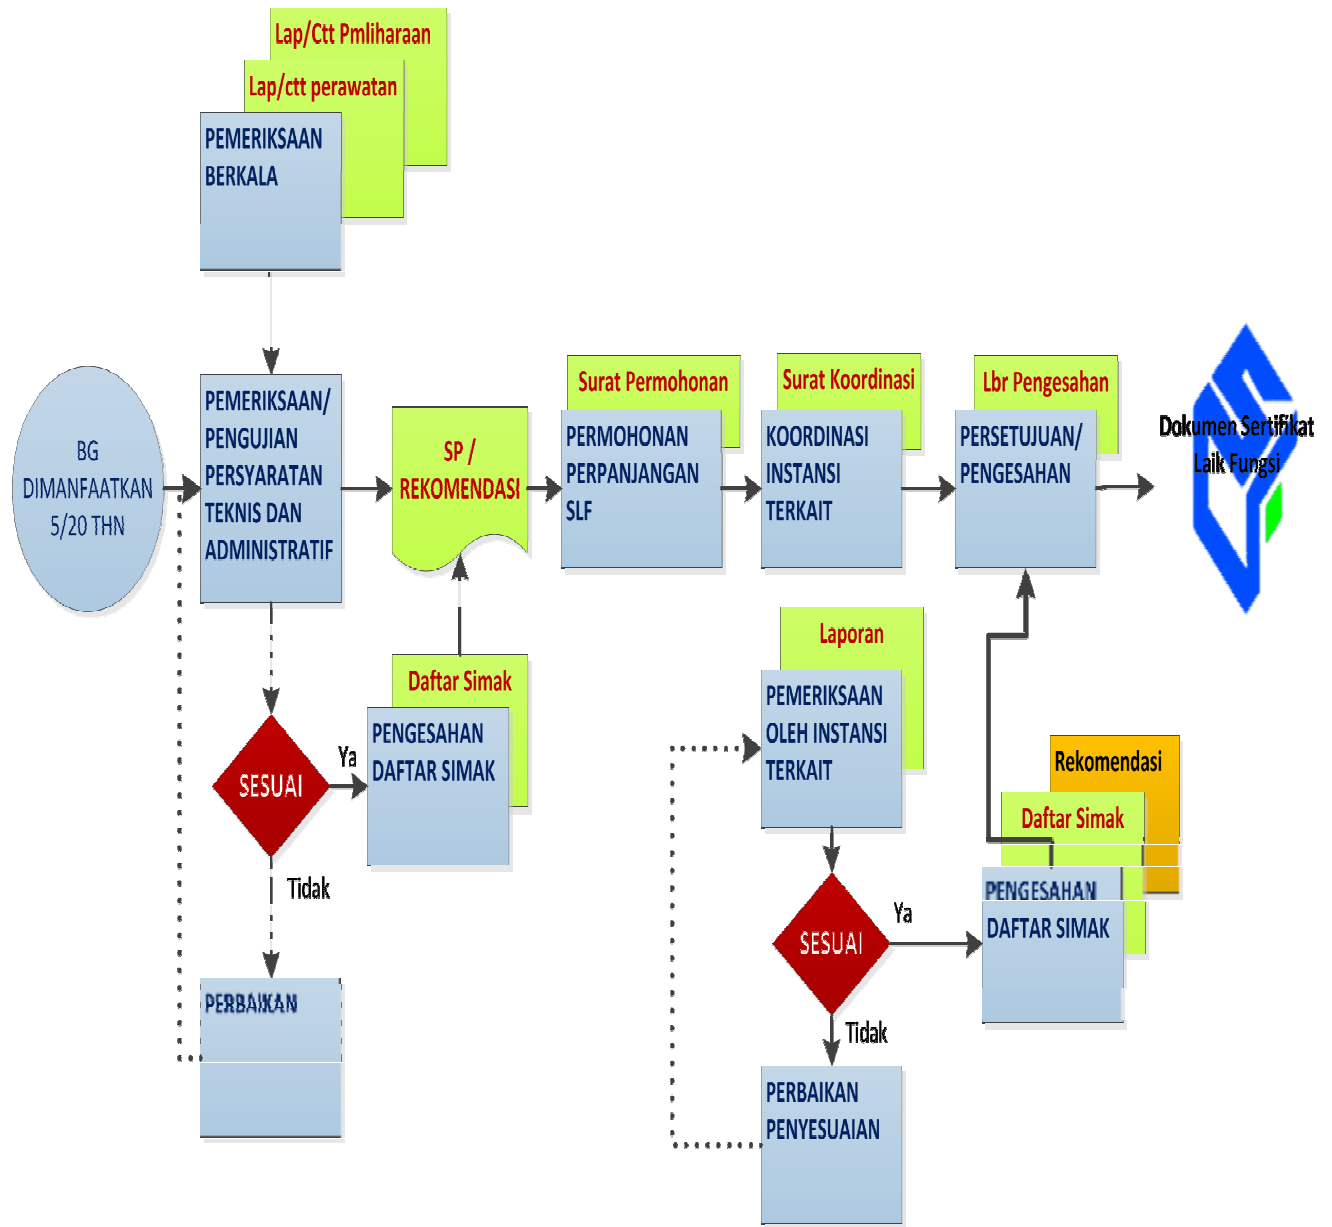 Lap/Ctt Pmliharaan
Lap/ctt perawatan
PEMERIKSAAN
BERKALA
BG
DIMANFAATKAN
5/20 THN
PEMERIKSAAN/
PENGUJIAN
PERSYARATAN
TEKNIS DAN
ADMINISTRATIF
SP /
REKOMENDASI
Surat Permohonan
PERMOHONAN
PERPANJANGAN
SLF
Surat Koordinasi
KOORDINASI
INSTANSI
TERKAIT
Lbr Pengesahan
PERSETUJUAN/
PENGESAHAN
Dokumen Sertifikat
Laik Fungsi
SESUAI
Ya
Daftar Simak
PENGESAHAN
DAFTAR SIMAK
Tidak
PERBAIKAN
Laporan
PEMERIKSAAN
OLEH INSTANSI
TERKAIT
SESUAI
Ya
Rekomendasi
Daftar Simak
PENGESAHAN
DAFTAR SIMAK
Tidak
PERBAIKAN
PENYESUAIAN